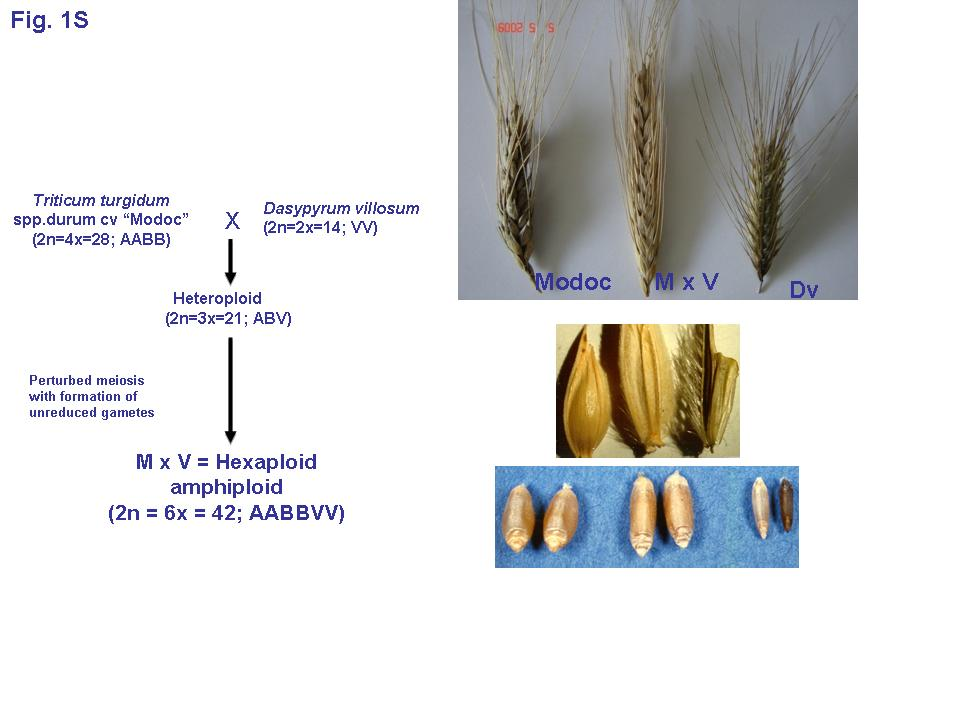 Fig. 1S
6002 S S
Triticum turgidum
spp.durum cv “Modoc”
(2n=4x=28; AABB)
X
Dasypyrum villosum
(2n=2x=14; VV)
Heteroploid
(2n=3x=21; ABV)
Perturbed meiosis
with formation of
unreduced gametes
M x V = Hexaploid
amphiploid
(2n = 6x = 42; AABBVV)
Modoc
M x V
Dv